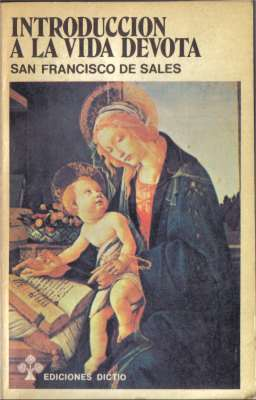 INTRODUCCION
A LA VIDA DEVOTA
SAN FRANCISCO DE SALES
EDICIONES DICTIO